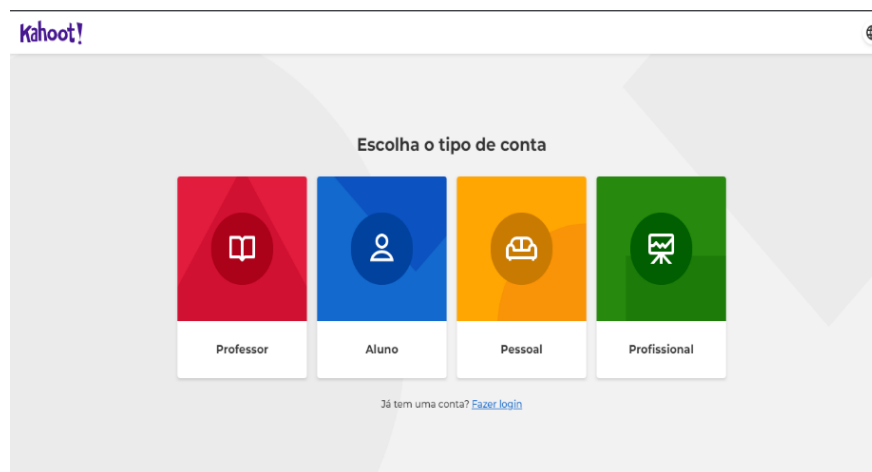 Kahoot!
Escolha o tipo de conta
Professor
Aluno
Pessoal
Profissional
Já tem uma conta? Fazer login